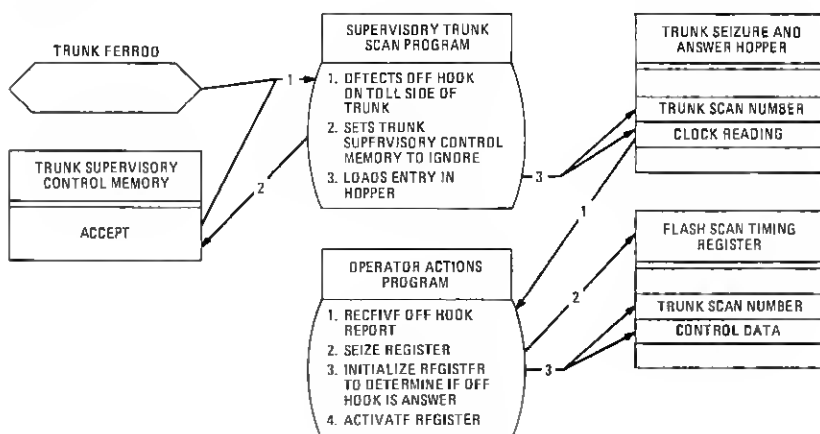 TRUNK FERROD
1
TRUNK SUPERVISORY
CONTROL MEMORY
ACCEPT
2
SUPERVISORY TRUNK
SCAN PROGRAM
1. DETECTS OFF HOOK
ON TOLL SIDE OF
TRUNK
2. SETS TRUNK
SUPERVISORY CONTROL
MEMORY TO IGNORE
3. LOADS ENTRY IN
HOPPER
3
TRUNK SEIZURE AND
ANSWER HOPPER
TRUNK SCAN NUMBER
CLOCK READING
1
OPERATOR ACTIONS
PROGRAM
1. RECEIVE OFF HOOK
REPORT
2. SEIZE REGISTER
3. INITIALIZE REGISTER
TO DETERMINE IF OFF
HOOK IS ANSWER
4. ACTIVATE REGISTER
2
3
FLASH SCAN TIMING
REGISTER
TRUNK SCAN NUMBER
CONTROL DATA